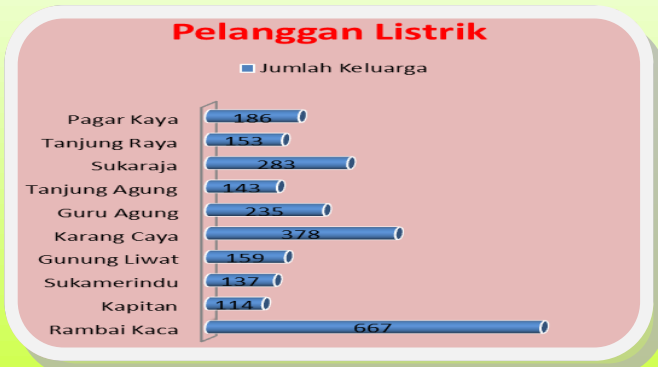 Pelanggan Listrik
Jumlah Keluarga
Pagar Kaya 186
Tanjung Raya 153
Sukaraja 283
Tanjung Agung 143
Guru Agung 235
Karang Caya 378
Gunung Liwat 159
Sukamerindu 137
Kapitan 114
Rambai Kaca 667